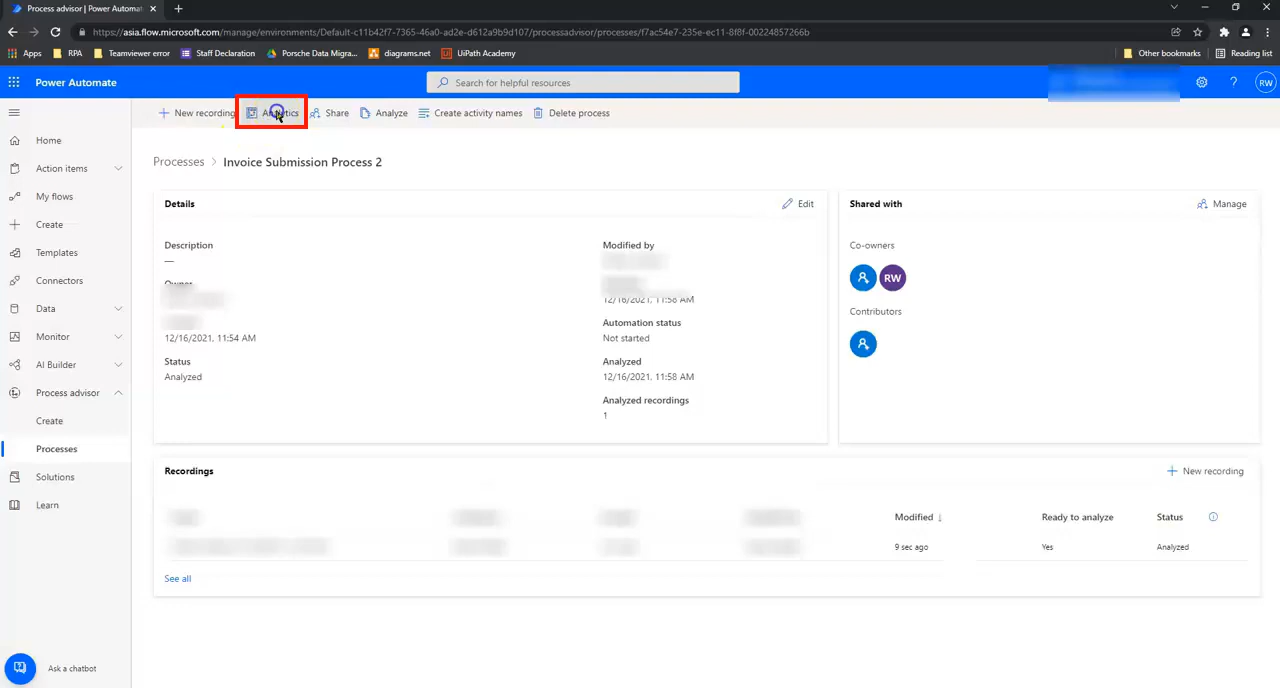 Process advisor | Power Automate
https://asia.flow.microsoft.com/manage/environments/Default-c11b42f7-7365-46a0-ad2e-d612a9b9d107/processadvisor/processes/f7ac54e7-235e-ec11-8f8f-00224857266b
Apps RPA Teamviewer error Staff Declaration Porsche Data Migra... diagrams.net UiPath Academy Other bookmarks Reading list
Power Automate Search for helpful resources ? RW
New recording Analytics Share Analyze Create activity names Delete process
Home
Action items
My flows
Create
Templates
Connectors
Data
Monitor
AI Builder
Process advisor
Create
Processes
Solutions
Learn
Ask a chatbot
Processes > Invoice Submission Process 2
Details Edit
Description
—
Owner
12/16/2021, 11:54 AM
Status
Analyzed
Modified by
12/16/2021, 11:58 AM
Automation status
Not started
Analyzed
12/16/2021, 11:58 AM
Analyzed recordings
1
Shared with Manage
Co-owners
RW
Contributors
Recordings New recording
Modified ↓ Ready to analyze Status
9 sec ago Yes Analyzed
See all